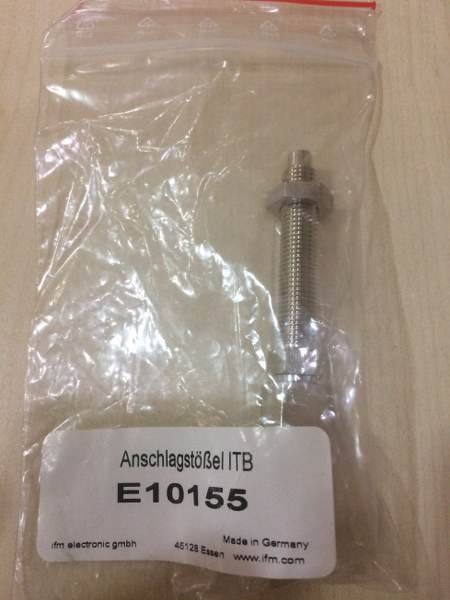 Anschlagstößel ITB
E10155
Made in Germany
ifm electronic gmbh 45128 Essen www.ifm.com